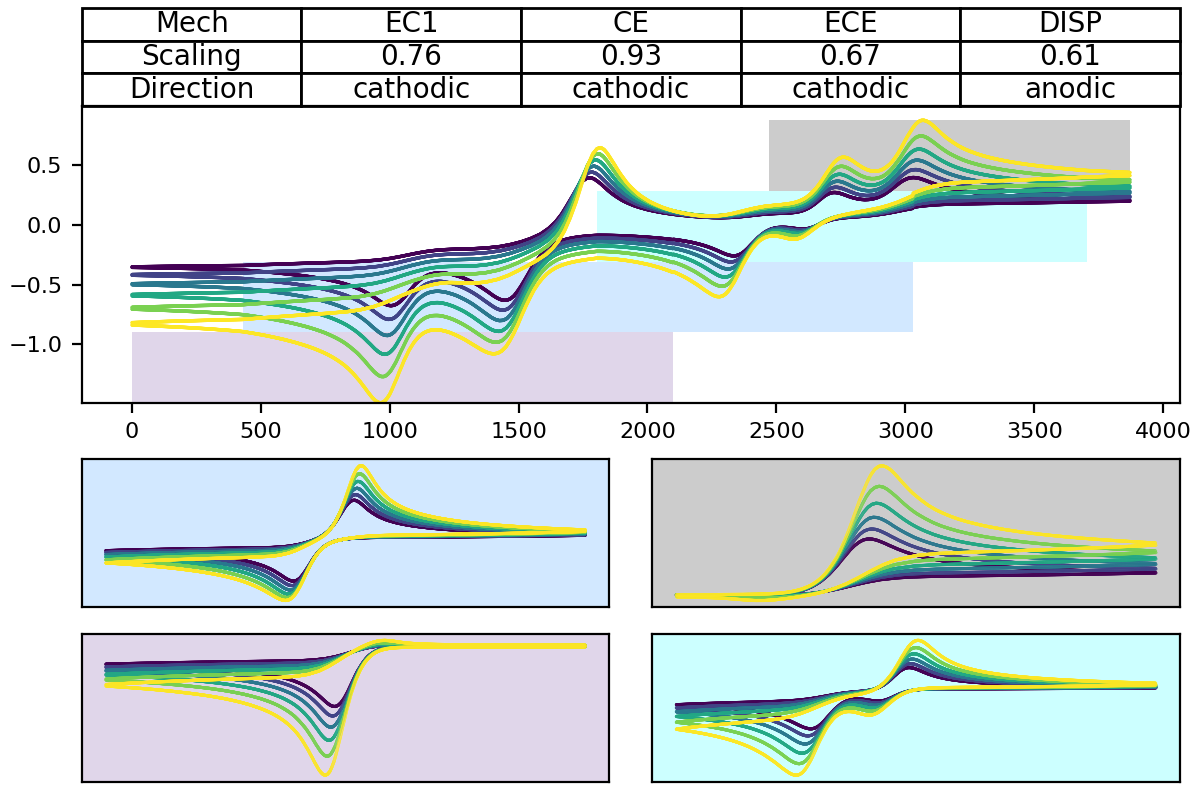 Mech EC1 CE ECE DISP
Scaling 0.76 0.93 0.67 0.61
Direction cathodic cathodic cathodic anodic
0.5
0.0
−0.5
−1.0
0 500 1000 1500 2000 2500 3000 3500 4000